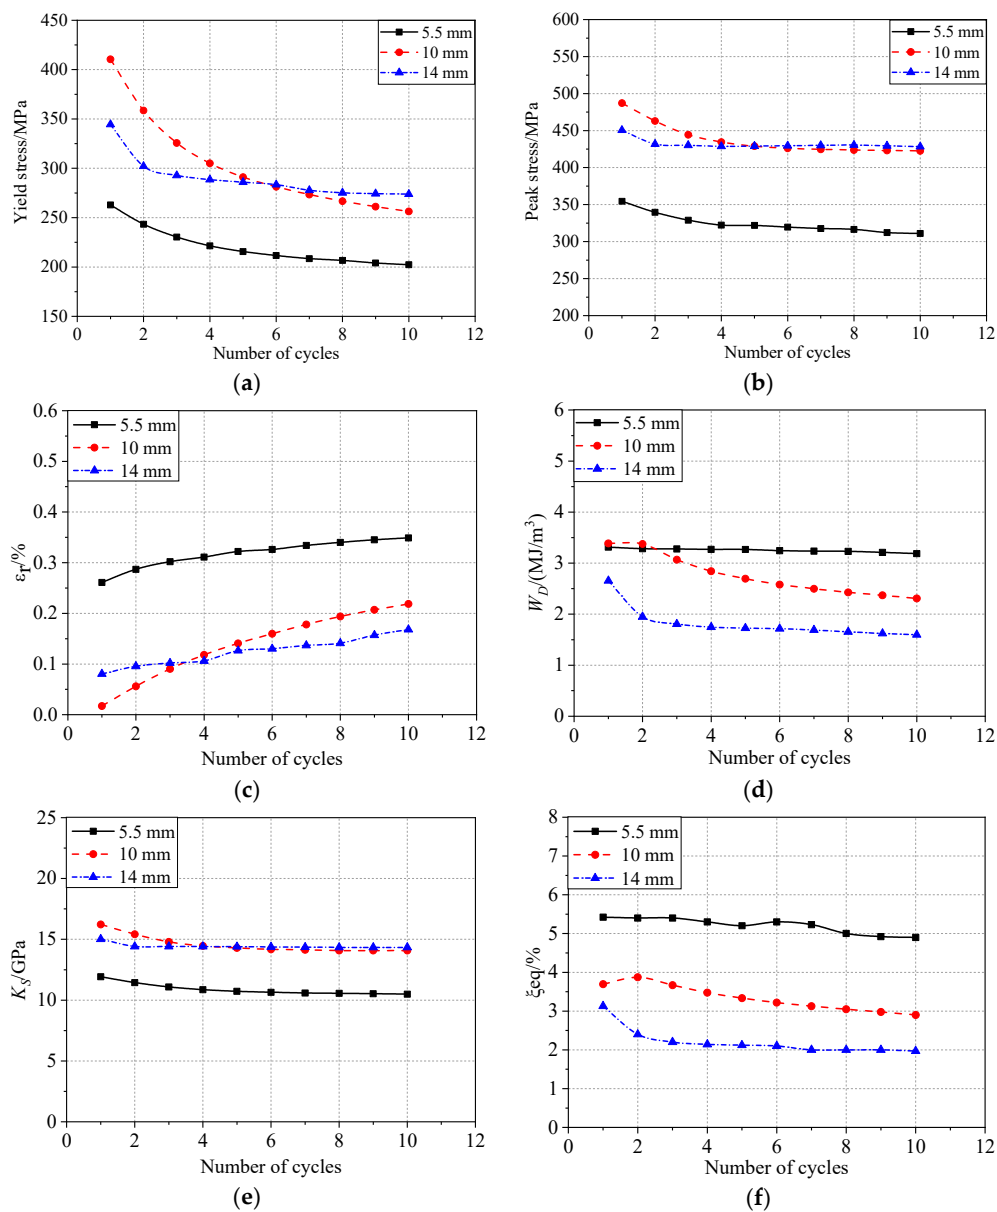 450
400
350
300
250
200
150
0 2 4 6 8 10 12
Yield stress/MPa
Number of cycles
5.5 mm
10 mm
14 mm
(a)
600
550
500
450
400
350
300
250
200
0 2 4 6 8 10 12
Peak stress/MPa
Number of cycles
5.5 mm
10 mm
14 mm
(b)
0.6
0.5
0.4
0.3
0.2
0.1
0.0
0 2 4 6 8 10 12
εr/%
Number of cycles
5.5 mm
10 mm
14 mm
(c)
6
5
4
3
2
1
0
0 2 4 6 8 10 12
W_D/(MJ/m³)
Number of cycles
5.5 mm
10 mm
14 mm
(d)
25
20
15
10
5
0
0 2 4 6 8 10 12
K_S/GPa
Number of cycles
5.5 mm
10 mm
14 mm
(e)
8
7
6
5
4
3
2
1
0
0 2 4 6 8 10 12
ξeq/%
Number of cycles
5.5 mm
10 mm
14 mm
(f)